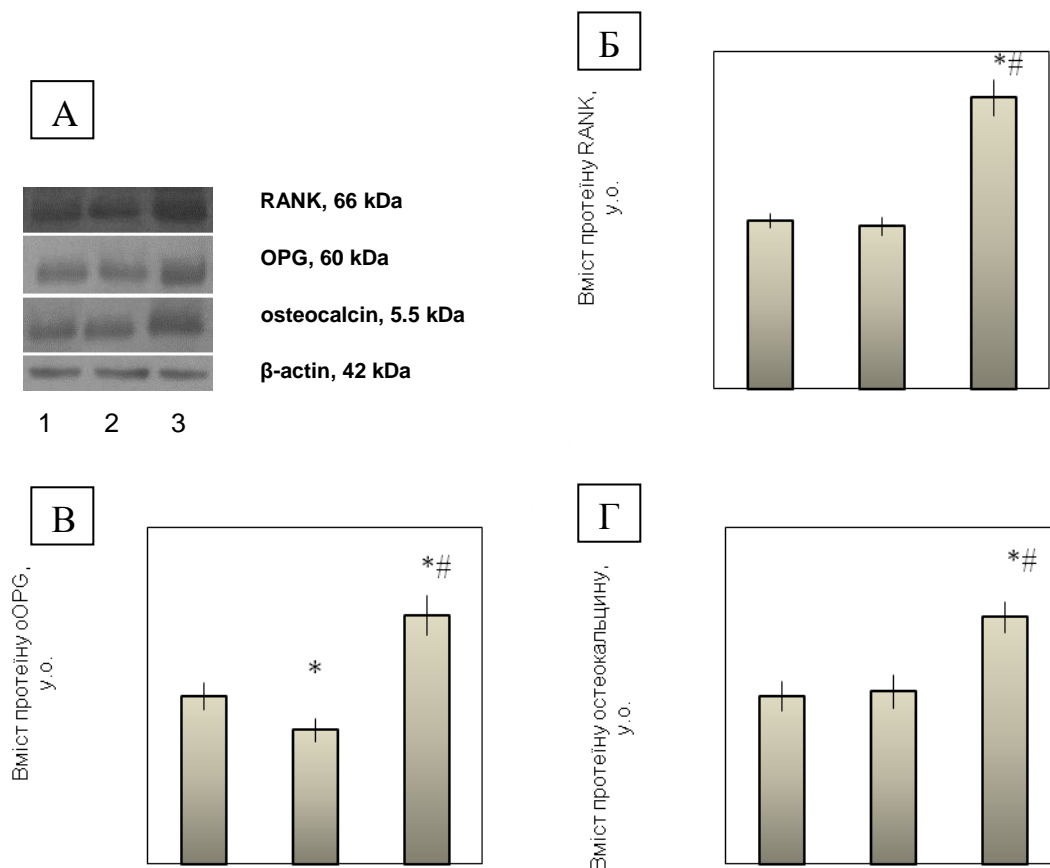 А
RANK, 66 kDa
OPG, 60 kDa
osteocalcin, 5.5 kDa
β-actin, 42 kDa
1 2 3
Б
Вміст протеїну RANK,
у.о.
*#
В
Вміст протеїну оOPG,
у.о.
*
*#
Г
Вміст протеїну остеокальцину,
у.о.
*#